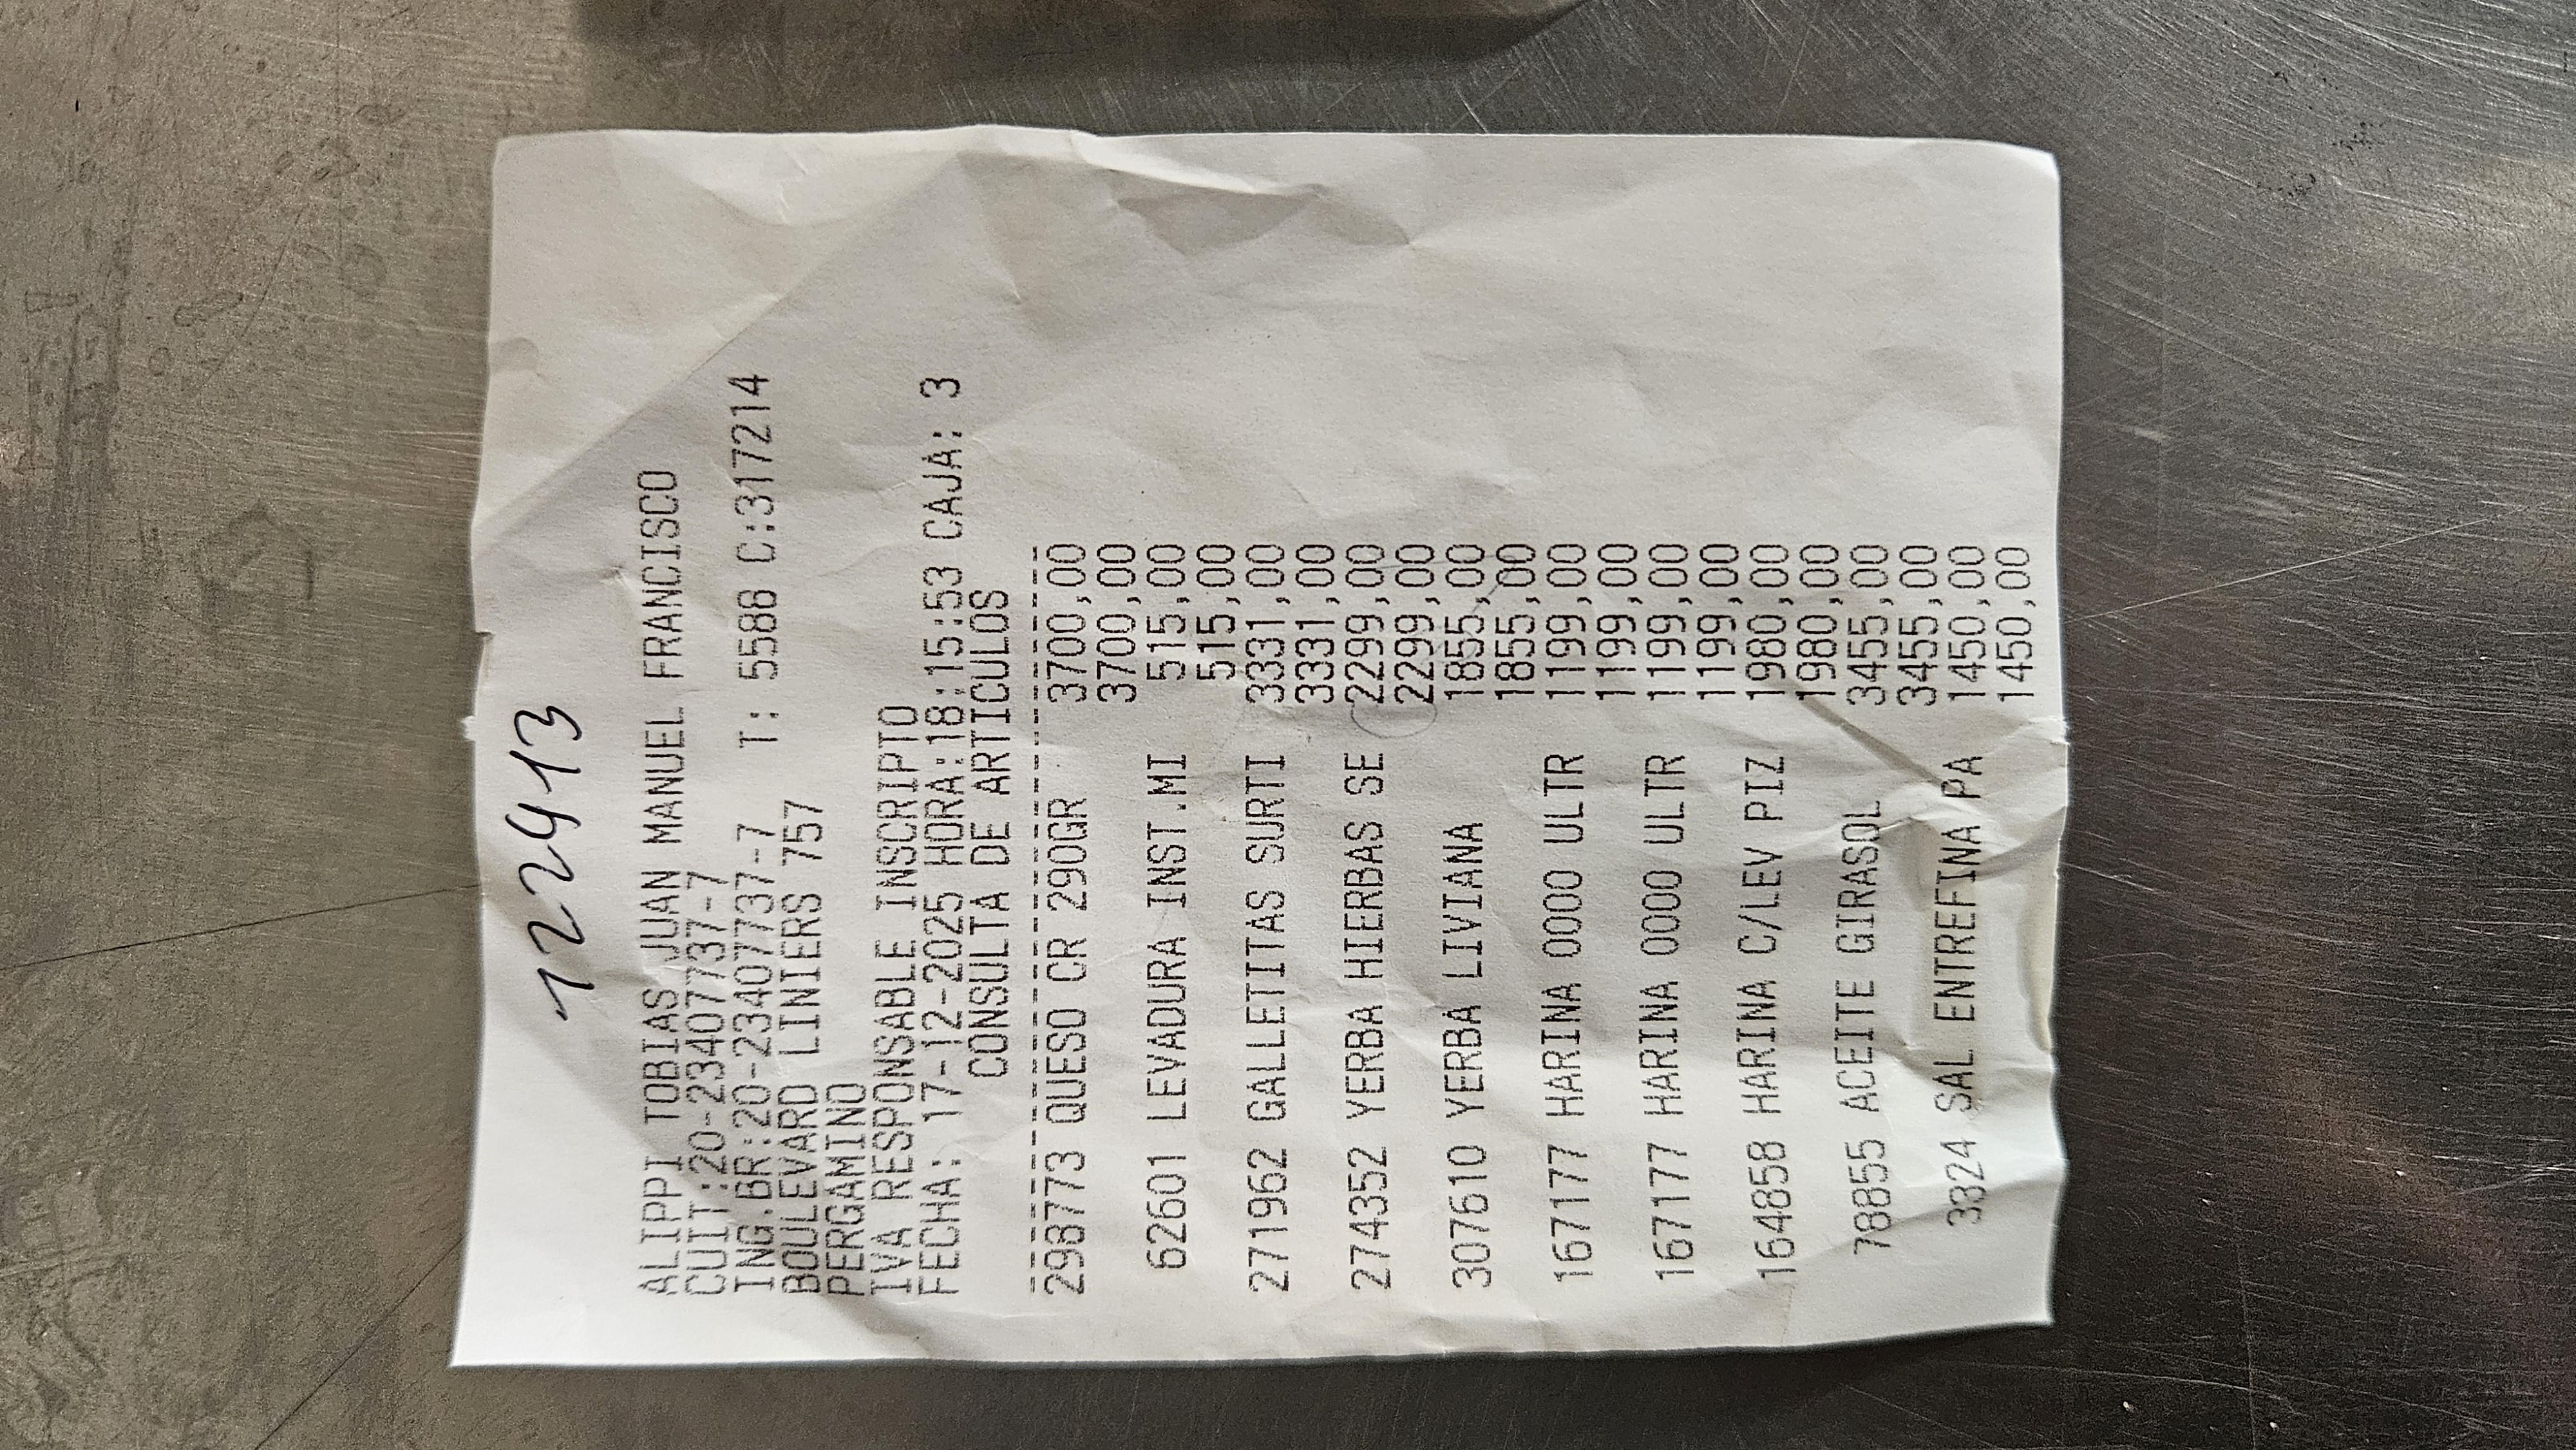 122413
ALIPPI TOBIAS JUAN MANUEL FRANCISCO
CUIT:20-23407737-7
ING.BR:20-23407737-7 T: 5588 C:317214
BOULEVARD LINIERS 757
PERGAMINO
IVA RESPONSABLE INSCRIPTO
FECHA: 17-12-2025 HORA:18:15:53 CAJA: 3
CONSULTA DE ARTICULOS
298773 QUESO CR 290GR 3700,00
3700,00
62601 LEVADURA INST.MI 515,00
515,00
271962 GALLETITAS SURTI 3331,00
3331,00
274352 YERBA HIERBAS SE 2299,00
2299,00
307610 YERBA LIVIANA 1855,00
1855,00
167177 HARINA 0000 ULTR 1199,00
1199,00
167177 HARINA 0000 ULTR 1199,00
1199,00
164858 HARINA C/LEV PIZ 1980,00
1980,00
78855 ACEITE GIRASOL 3455,00
3455,00
3324 SAL ENTREFINA PA 1450,00
1450,00